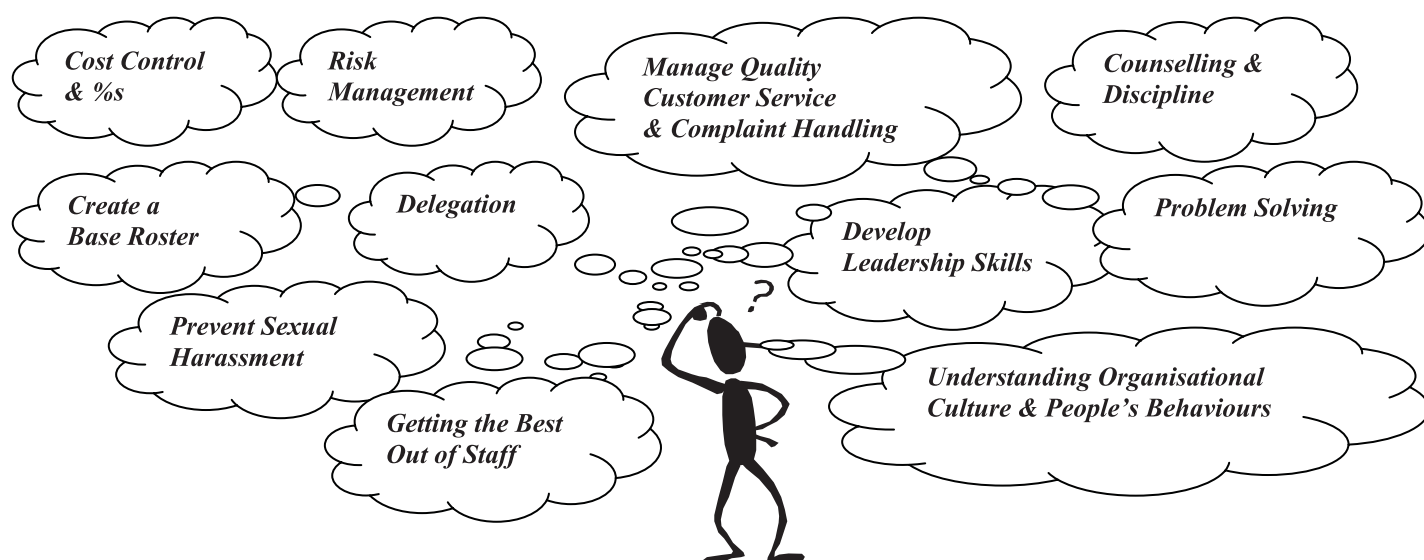 Cost Control
& %s
Risk
Management
Manage Quality
Customer Service
& Complaint Handling
Counselling &
Discipline
Create a
Base Roster
Delegation
Develop
Leadership Skills
Problem Solving
Prevent Sexual
Harassment
?
Understanding Organisational
Culture & People's Behaviours
Getting the Best
Out of Staff